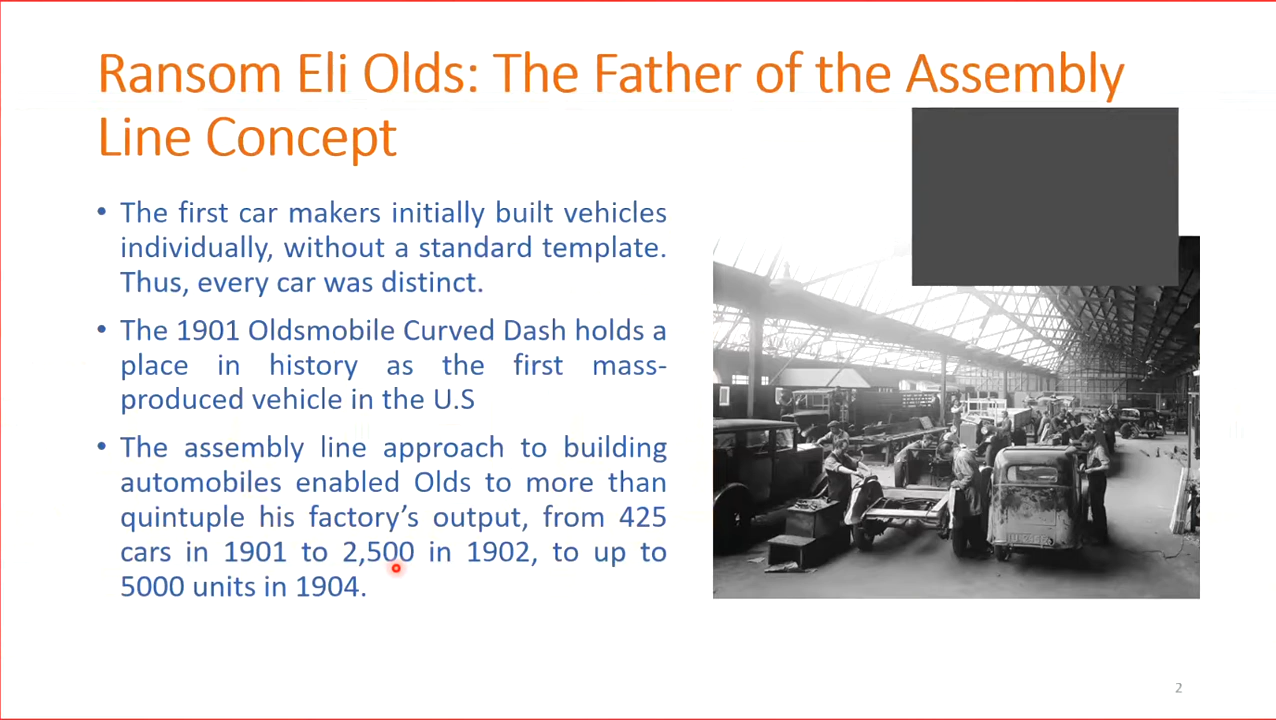 Ransom Eli Olds: The Father of the Assembly
Line Concept
• The first car makers initially built vehicles
individually, without a standard template.
Thus, every car was distinct.
• The 1901 Oldsmobile Curved Dash holds a
place in history as the first mass-
produced vehicle in the U.S
• The assembly line approach to building
automobiles enabled Olds to more than
quintuple his factory’s output, from 425
cars in 1901 to 2,500 in 1902, to up to
5000 units in 1904.
2